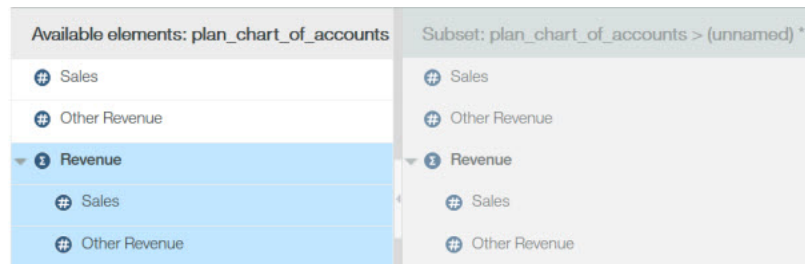 Available elements: plan_chart_of_accounts
Sales
Other Revenue
Revenue
Sales
Other Revenue
Subset: plan_chart_of_accounts > (unnamed) *
Sales
Other Revenue
Revenue
Sales
Other Revenue